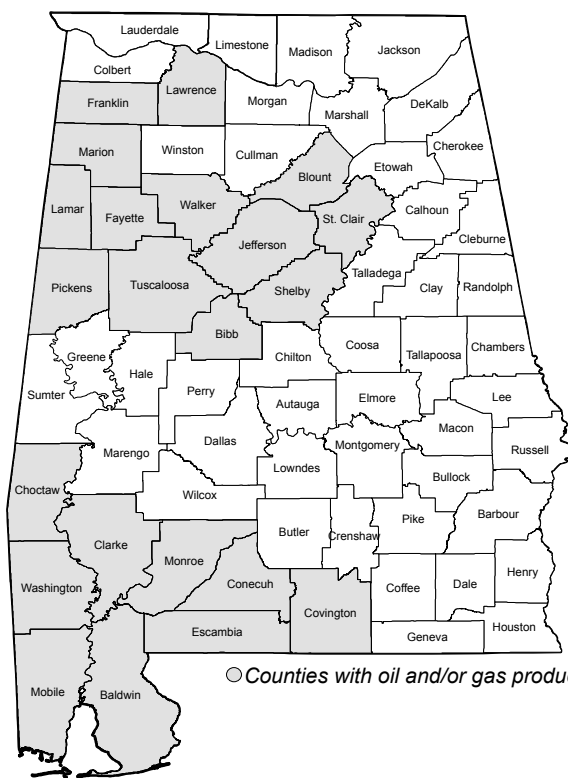 Lauderdale
Limestone
Madison
Jackson
Colbert
Lawrence
Franklin
Morgan
Marshall
DeKalb
Marion
Winston
Cullman
Cherokee
Etowah
Blount
Lamar
Fayette
Walker
St. Clair
Calhoun
Jefferson
Cleburne
Talladega
Pickens
Tuscaloosa
Shelby
Clay
Randolph
Bibb
Greene
Hale
Chilton
Coosa
Tallapoosa
Chambers
Sumter
Perry
Autauga
Elmore
Lee
Macon
Marengo
Dallas
Montgomery
Russell
Lowndes
Choctaw
Bullock
Wilcox
Clarke
Butler
Crenshaw
Pike
Barbour
Monroe
Washington
Conecuh
Coffee
Dale
Henry
Covington
Escambia
Geneva
Houston
Mobile
Baldwin
Counties with oil and/or gas produ